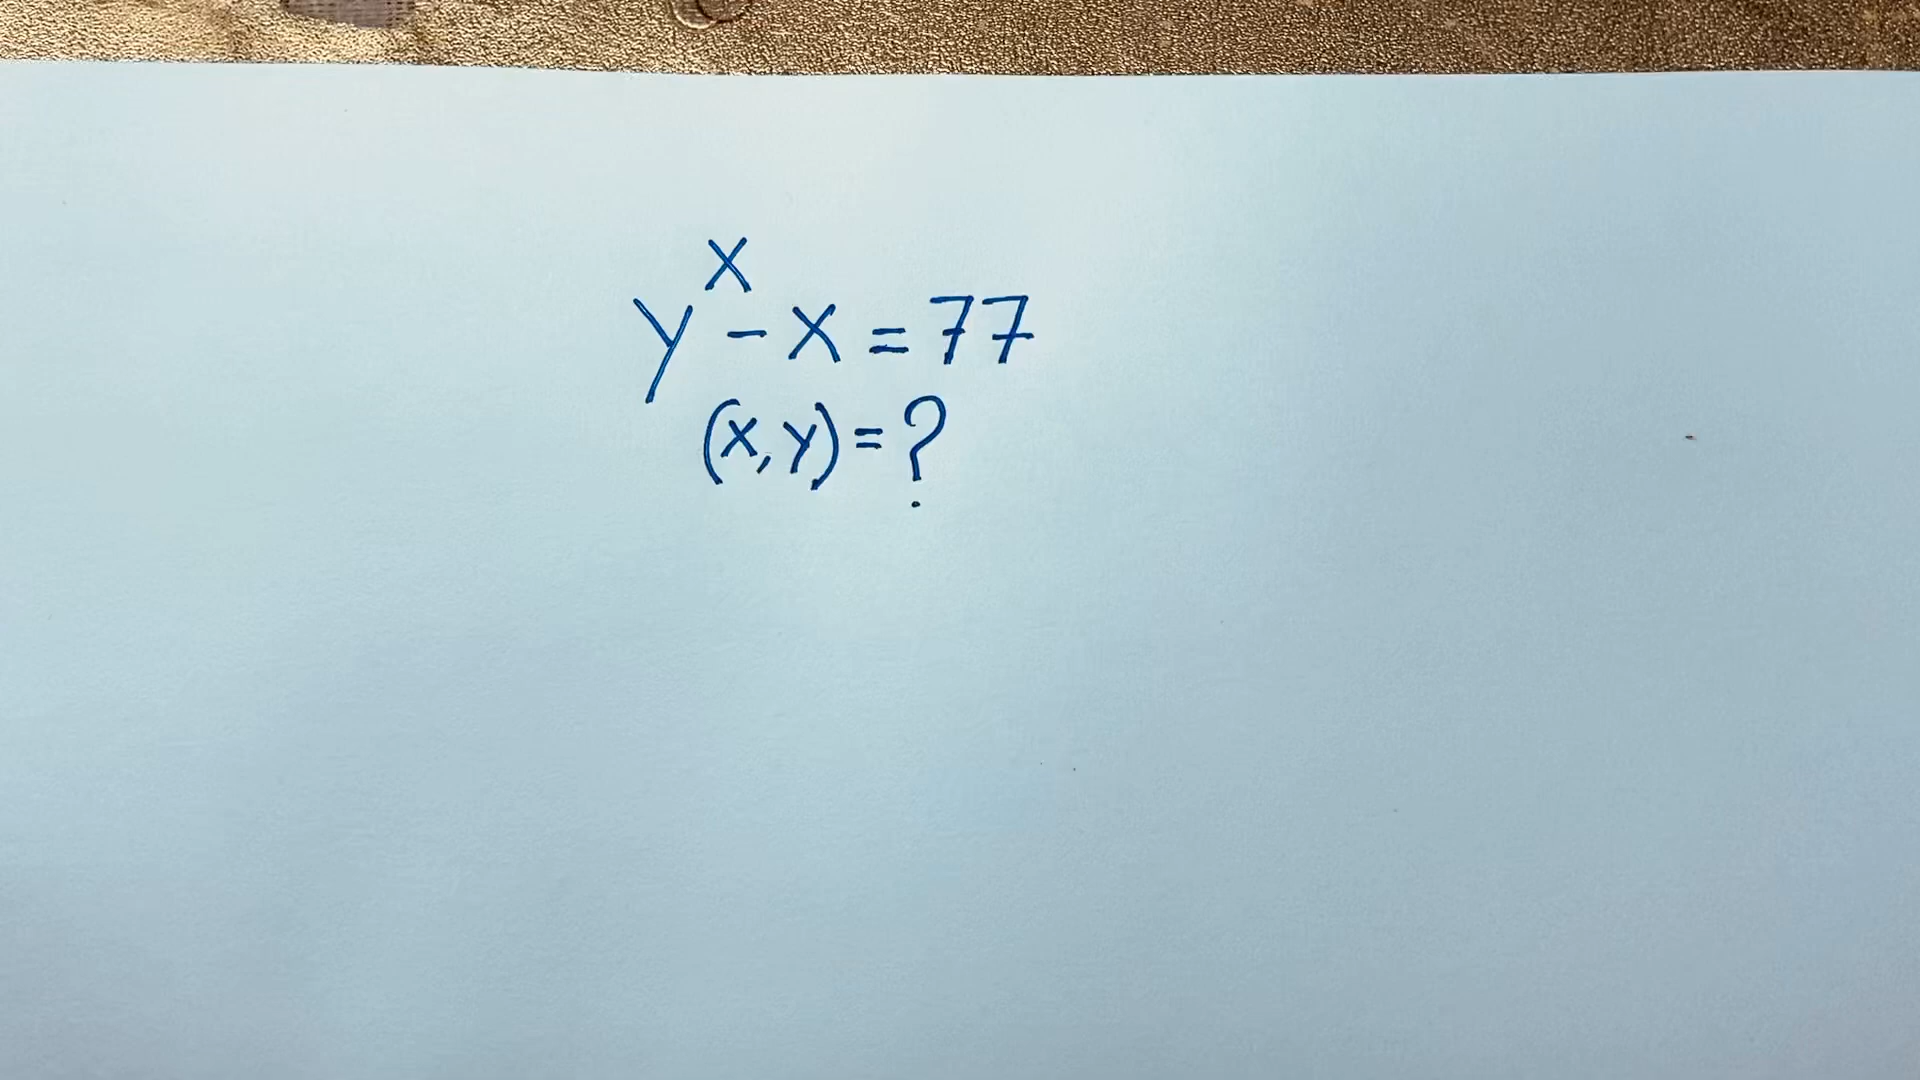 y^x - x = 77
(x, y) = ?